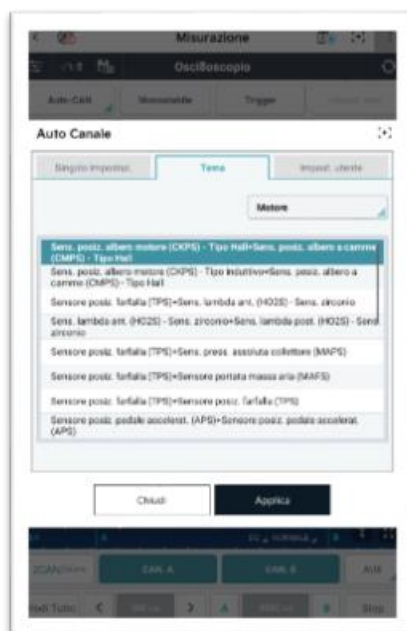 Misurazione
Oscilloscopio
Auto-CAN
Trigger
Auto Canale
Singolo Impostaz.
Tema
Impost. utente
Motore
Sens. posiz. albero motore (CKPS) - Tipo Hall+Sens. posiz. albero a camme
(CMPS) - Tipo Hall
Sens. posiz. albero motore (CKPS) - Tipo Induttivo+Sens. posiz. albero a
camme (CMPS) - Tipo Hall
Sensore posiz. farfalla [TPS]+Sens. lambda ant. (HO2S) - Sens. zirconio
Sens. lambda ant. (HO2S) - Sens. zirconio+Sens. lambda post. (HO2S) - Sens.
zirconio
Sensore posiz. farfalla [TPS]+Sens. press. assoluta collettore (MAPS)
Sensore posiz. farfalla [TPS]+Sensore portata massa aria (MAFS)
Sensore posiz. farfalla [TPS]+Sensore posiz. farfalla (TPS)
Sensore posiz. pedale accelerat. (APS)+Sensore posiz. pedale accelerat.
(APS)
Chiudi
Applica
CAN. A
CAN. B
AUX
Tutto
A
B
Stop